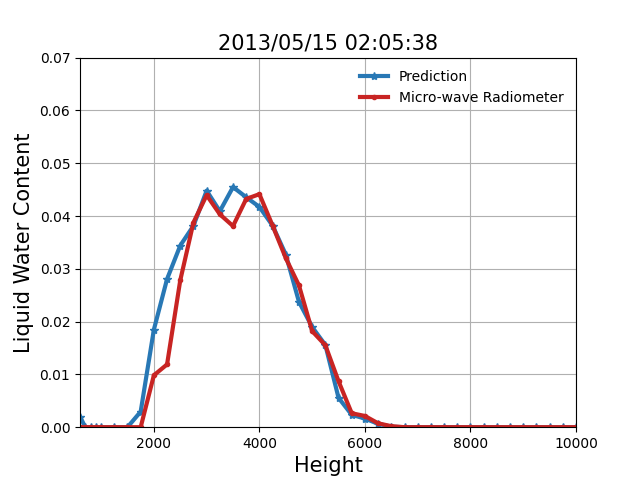 2013/05/15 02:05:38
Prediction
Micro-wave Radiometer
0.07
0.06
0.05
0.04
0.03
0.02
0.01
0.00
Liquid Water Content
2000 4000 6000 8000 10000
Height